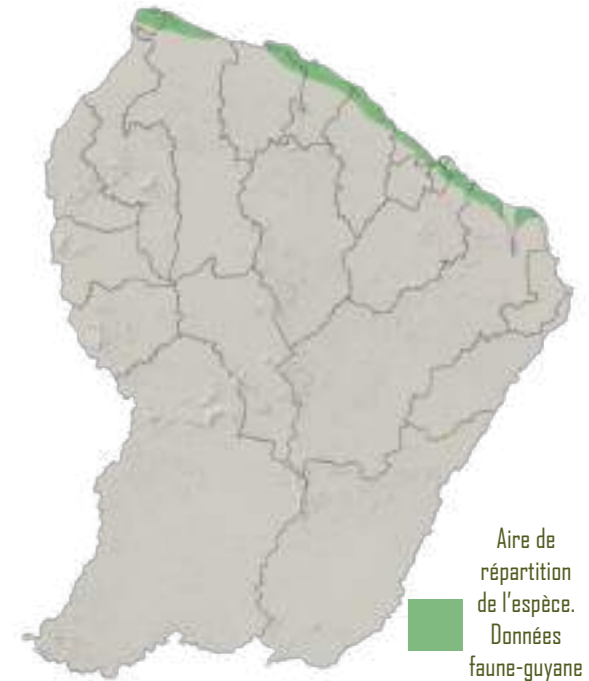 Aire de
répartition
de l'espèce.
Données
faune-guyane